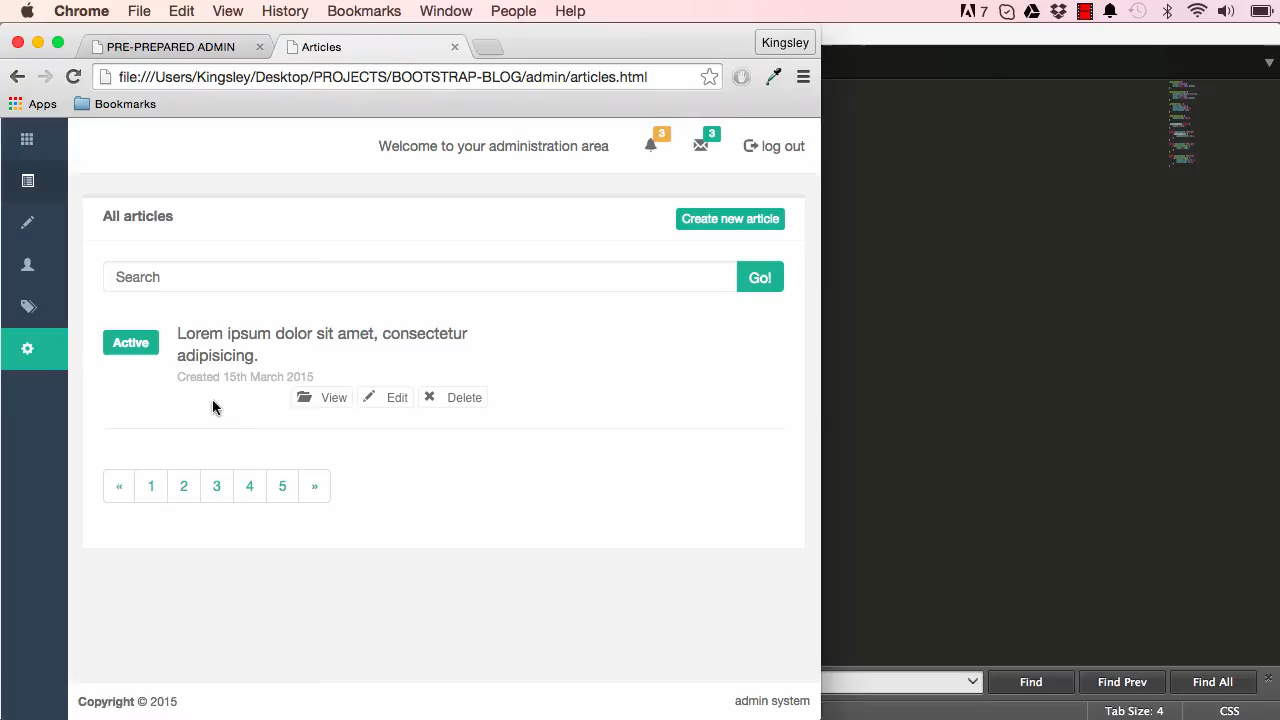 Chrome File Edit View History Bookmarks Window People Help 7
PRE-PREPARED ADMIN Articles Kingsley
file:///Users/Kingsley/Desktop/PROJECTS/BOOTSTRAP-BLOG/admin/articles.html
Apps Bookmarks
Welcome to your administration area 3 3 log out
All articles Create new article
Search Go!
Active Lorem ipsum dolor sit amet, consectetur
adipisicing.
Created 15th March 2015
View Edit Delete
« 1 2 3 4 5 »
Copyright © 2015 admin system
Find Find Prev Find All
Tab Size: 4 CSS